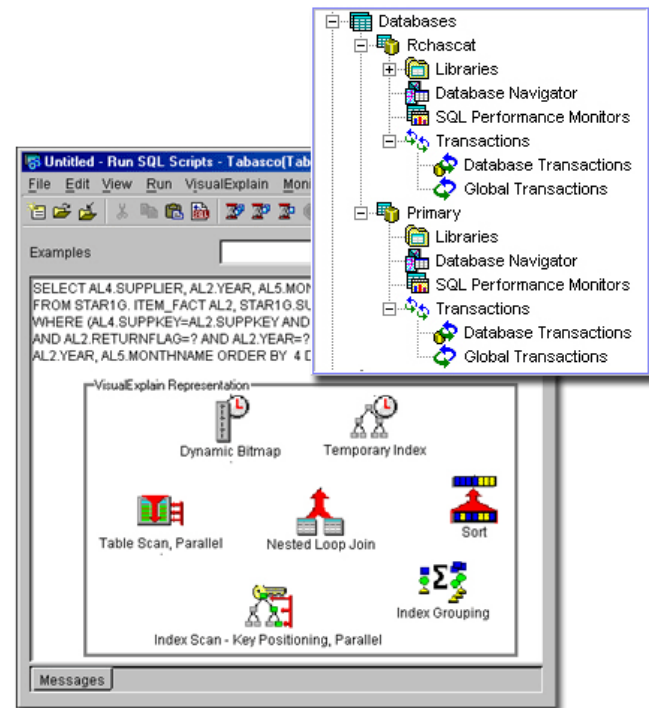 Databases
Rchascat
Libraries
Database Navigator
SQL Performance Monitors
Transactions
Database Transactions
Global Transactions
Primary
Libraries
Database Navigator
SQL Performance Monitors
Transactions
Database Transactions
Global Transactions
Untitled - Run SQL Scripts - Tabasco(Tab
File Edit View Run VisualExplain Moni
Examples
SELECT AL4.SUPPLIER, AL2.YEAR, AL5.MON
FROM STAR1G. ITEM_FACT AL2, STAR1G.SU
WHERE (AL4.SUPPKEY=AL2.SUPPKEY AND
AND AL2.RETURNFLAG=? AND AL2.YEAR=?
AL2.YEAR, AL5.MONTHNAME ORDER BY 4 D
VisualExplain Representation
Dynamic Bitmap
Temporary Index
Table Scan, Parallel
Nested Loop Join
Sort
Index Grouping
Index Scan - Key Positioning, Parallel
Messages